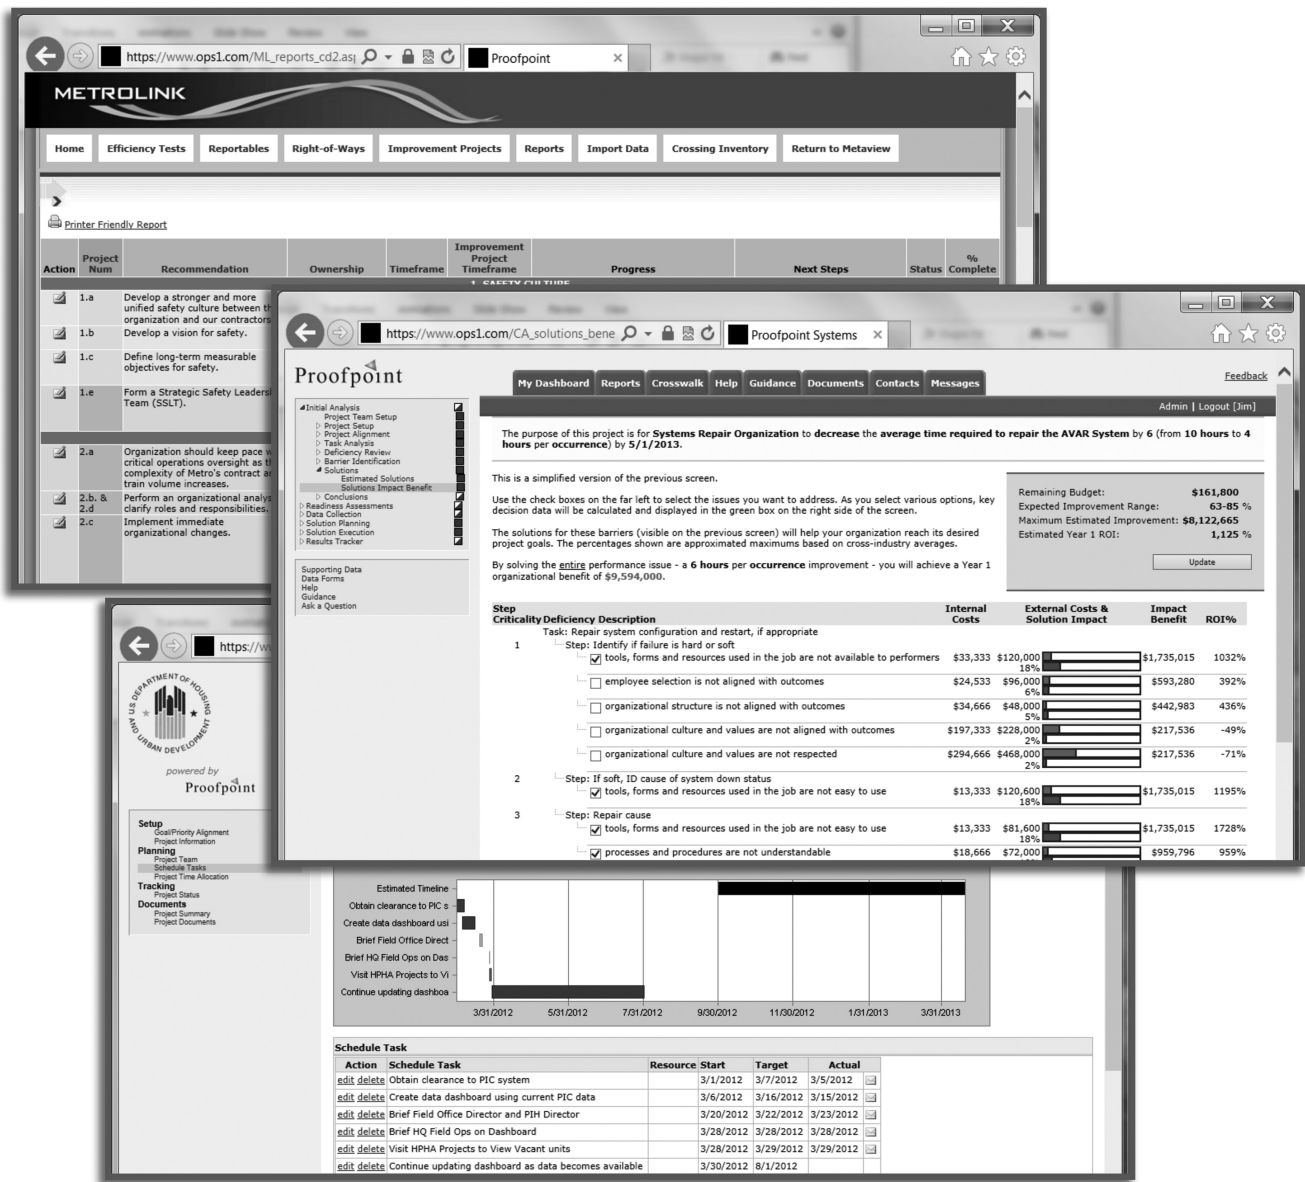 https://www.ops1.com/ML_reports_cd2.as
Proofpoint
METROLINK
Home Efficiency Tests Reportables Right-of-Ways Improvement Projects Reports Import Data Crossing Inventory Return to Metaview
Printer Friendly Report
Action Project Num Recommendation Ownership Timeframe Improvement Project Timeframe Progress Next Steps Status % Complete
1. SAFETY CULTURE
1.a Develop a stronger and more
unified safety culture between
organization and our contractors
1.b Develop a vision for safety.
1.c Define long-term measurable
objectives for safety.
1.e Form a Strategic Safety
Team (SSLT).
2.a Organization should keep pace
critical operations oversight as
complexity of Metro's contract
train volume increases.
2.b. & Perform an organizational
2.d clarify roles and responsibilities.
2.c Implement immediate
organizational changes.
https://www.ops1.com/CA_solutions_bene
Proofpoint Systems
Proofpoint
My Dashboard Reports Crosswalk Help Guidance Documents Contacts Messages
Feedback
Admin | Logout [Jim]
Initial Analysis
Project Team Setup
Project Setup
Project Alignment
Task Analysis
Deficiency Review
Barrier Identification
Solutions
Estimated Solutions
Solutions Impact Benefit
Conclusions
Readiness Assessments
Data Collection
Solution Planning
Solution Execution
Results Tracker
Supporting Data
Data Forms
Help
Guidance
Ask a Question
The purpose of this project is for Systems Repair Organization to decrease the average time required to repair the AVAR System by 6 (from 10 hours to 4
hours per occurrence) by 5/1/2013.
This is a simplified version of the previous screen.
Use the check boxes on the far left to select the issues you want to address. As you select various options, key
decision data will be calculated and displayed in the green box on the right side of the screen.
The solutions for these barriers (visible on the previous screen) will help your organization reach its desired
project goals. The percentages shown are approximated maximums based on cross-industry averages.
By solving the entire performance issue - a 6 hours per occurrence improvement - you will achieve a Year 1
organizational benefit of $9,594,000.
Remaining Budget: $161,800
Expected Improvement Range: 63-85 %
Maximum Estimated Improvement: $8,122,665
Estimated Year 1 ROI: 1,125 %
Update
Step Criticality Deficiency Description Internal Costs External Costs & Solution Impact Impact Benefit ROI%
Task: Repair system configuration and restart, if appropriate
1 Step: Identify if failure is hard or soft
tools, forms and resources used in the job are not available to performers $33,333 $120,000 $1,735,015 1032%
18%
employee selection is not aligned with outcomes $24,533 $96,000 $593,280 392%
6%
organizational structure is not aligned with outcomes $34,666 $48,000 $442,983 436%
5%
organizational culture and values are not aligned with outcomes $197,333 $228,000 $217,536 -49%
2%
organizational culture and values are not respected $294,666 $468,000 $217,536 -71%
2%
2 Step: If soft, ID cause of system down status
tools, forms and resources used in the job are not easy to use $13,333 $120,600 $1,735,015 1195%
18%
3 Step: Repair cause
tools, forms and resources used in the job are not easy to use $13,333 $81,600 $1,735,015 1728%
18%
processes and procedures are not understandable $18,666 $72,000 $959,796 959%
https://w
U.S. DEPARTMENT OF HOUSING AND URBAN DEVELOPMENT
powered by
Proofpoint
Setup
Goal/Priority Alignment
Project Information
Planning
Project Team
Schedule Tasks
Project Time Allocation
Tracking
Project Status
Documents
Project Summary
Project Documents
Estimated Timeline
Obtain clearance to PIC s
Create data dashboard usi
Brief Field Office Direct
Brief HQ Field Ops on Das
Visit HPHA Projects to Vi
Continue updating dashboa
3/31/2012 5/31/2012 7/31/2012 9/30/2012 11/30/2012 1/31/2013 3/31/2013
Schedule Task
Action Schedule Task Resource Start Target Actual
edit delete Obtain clearance to PIC system 3/1/2012 3/7/2012 3/5/2012
edit delete Create data dashboard using current PIC data 3/6/2012 3/16/2012 3/15/2012
edit delete Brief Field Office Director and PIH Director 3/20/2012 3/22/2012 3/23/2012
edit delete Brief HQ Field Ops on Dashboard 3/28/2012 3/28/2012 3/28/2012
edit delete Visit HPHA Projects to View Vacant units 3/28/2012 3/29/2012 3/29/2012
edit delete Continue updating dashboard as data becomes available 3/30/2012 8/1/2012